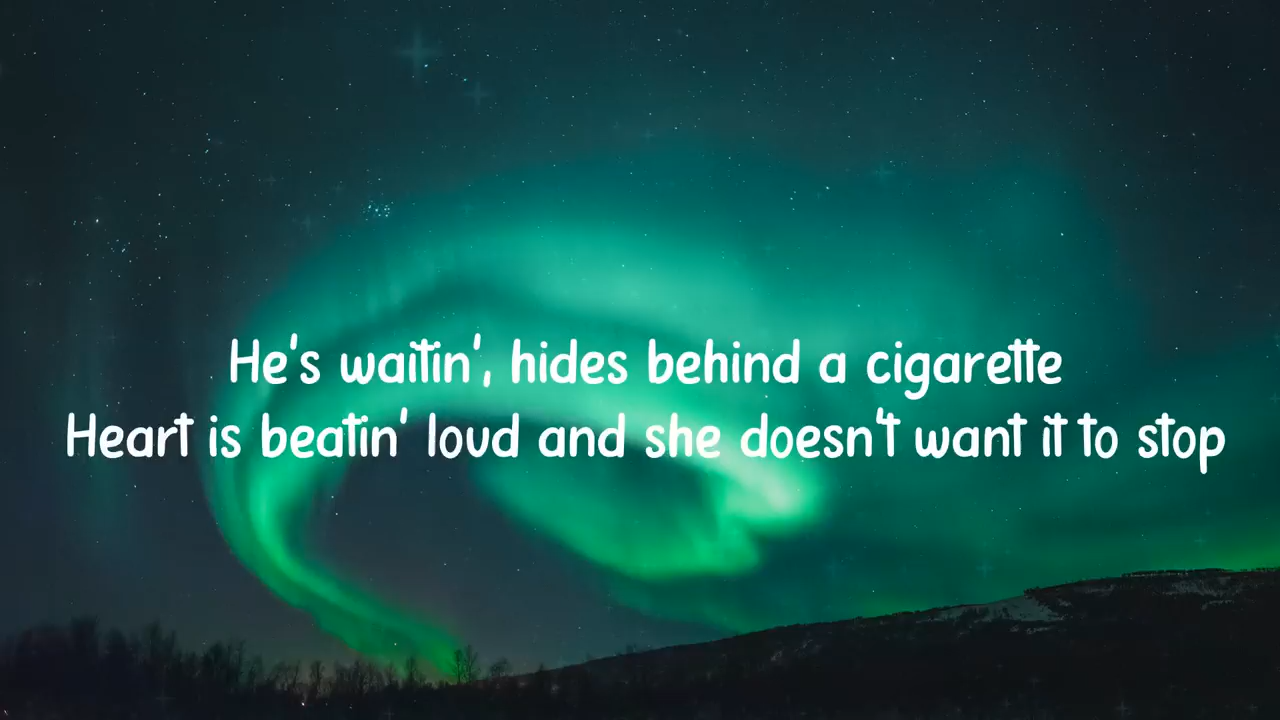 He's waitin', hides behind a cigarette
Heart is beatin' loud and she doesn't want it to stop